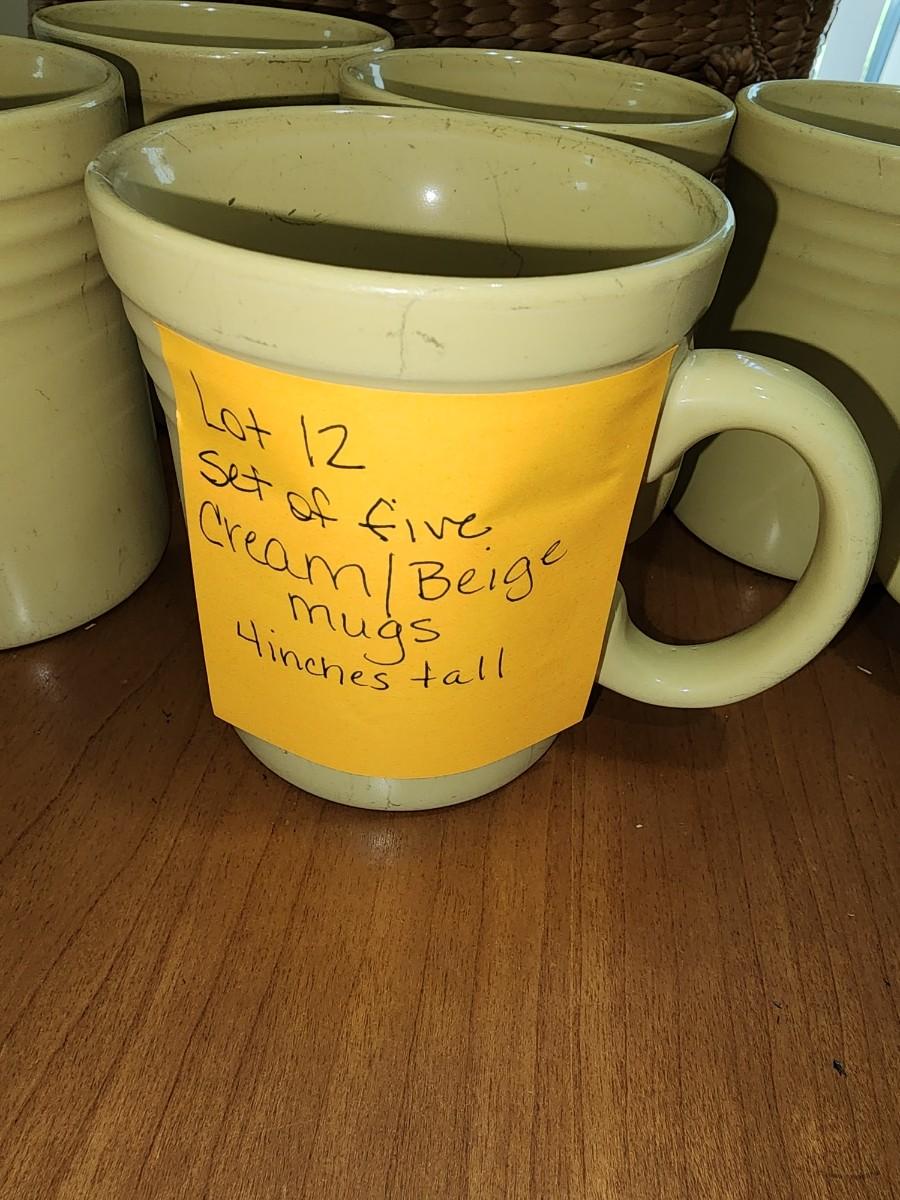 Lot 12
Set of five
Cream/Beige
mugs
4inches tall